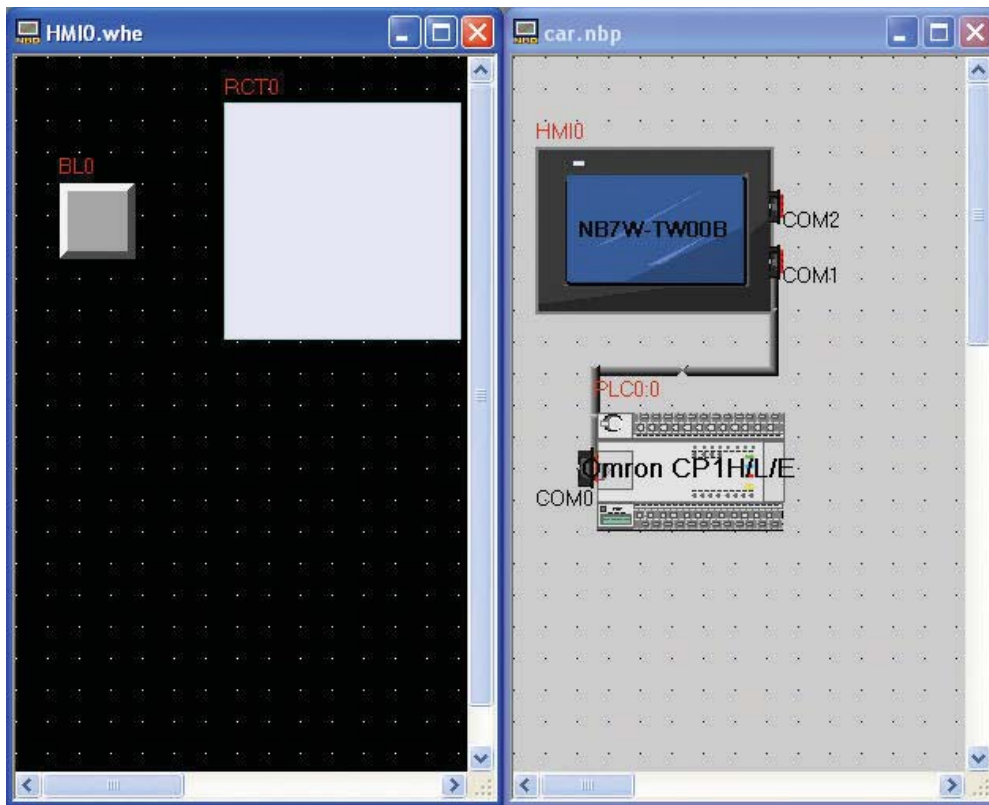 HMI0.whe
RCT0
BL0
car.nbp
HMI0
NB7W-TW00B
COM2
COM1
PLC0:0
Omron CP1H/L/E
COM0